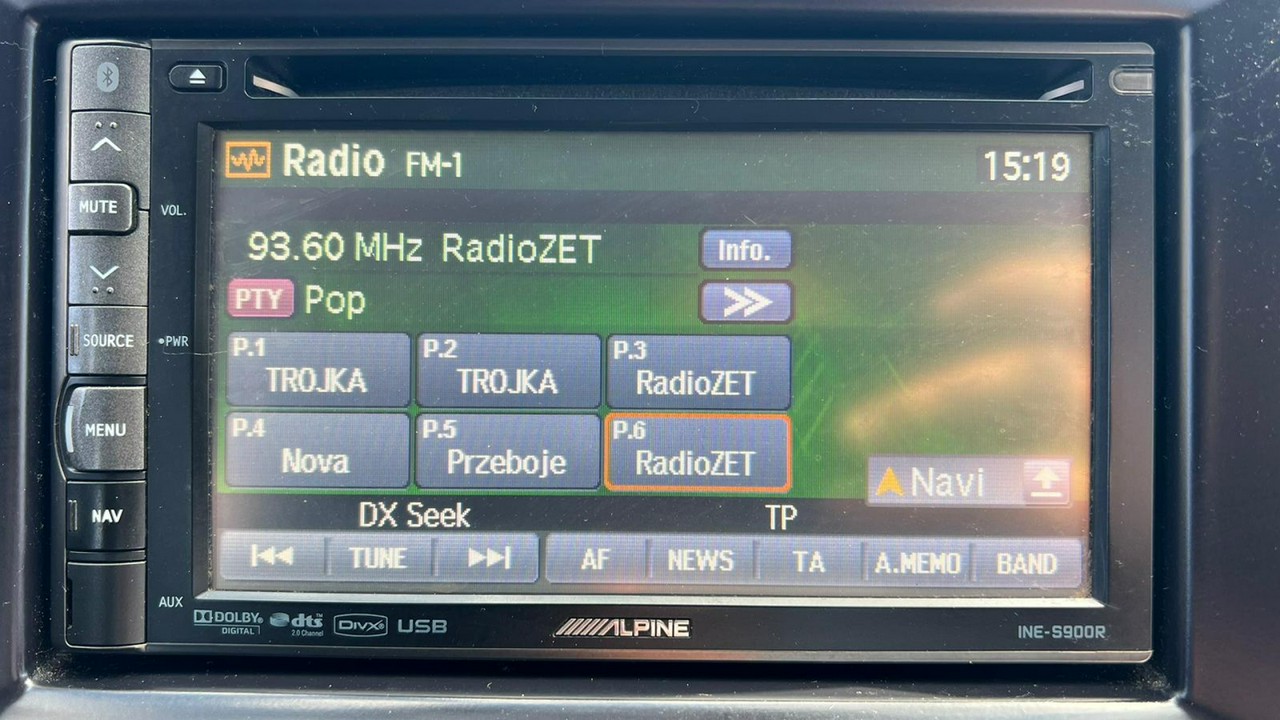 Radio FM-1 15:19
MUTE
VOL.
93.60 MHz RadioZET Info.
PTY Pop
SOURCE
•PWR
P.1 TROJKA
P.2 TROJKA
P.3 RadioZET
MENU
P.4 Nova
P.5 Przeboje
P.6 RadioZET
Navi
NAV
DX Seek TP
TUNE AF NEWS TA A.MEMO BAND
AUX
DOLBY® DIGITAL
dts™ 2.0 Channel
DIVX®
USB
ALPINE
INE-S900R